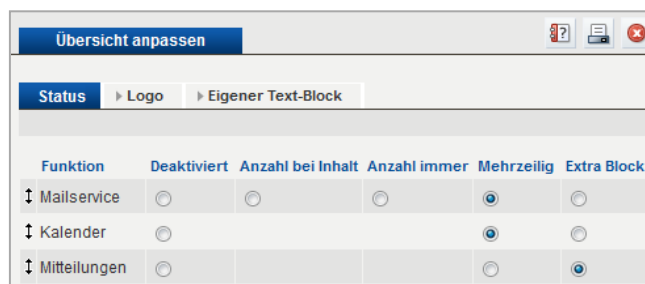 Übersicht anpassen
Status Logo Eigener Text-Block
Funktion Deaktiviert Anzahl bei Inhalt Anzahl immer Mehrzeilig Extra Block
Mailservice
Kalender
Mitteilungen